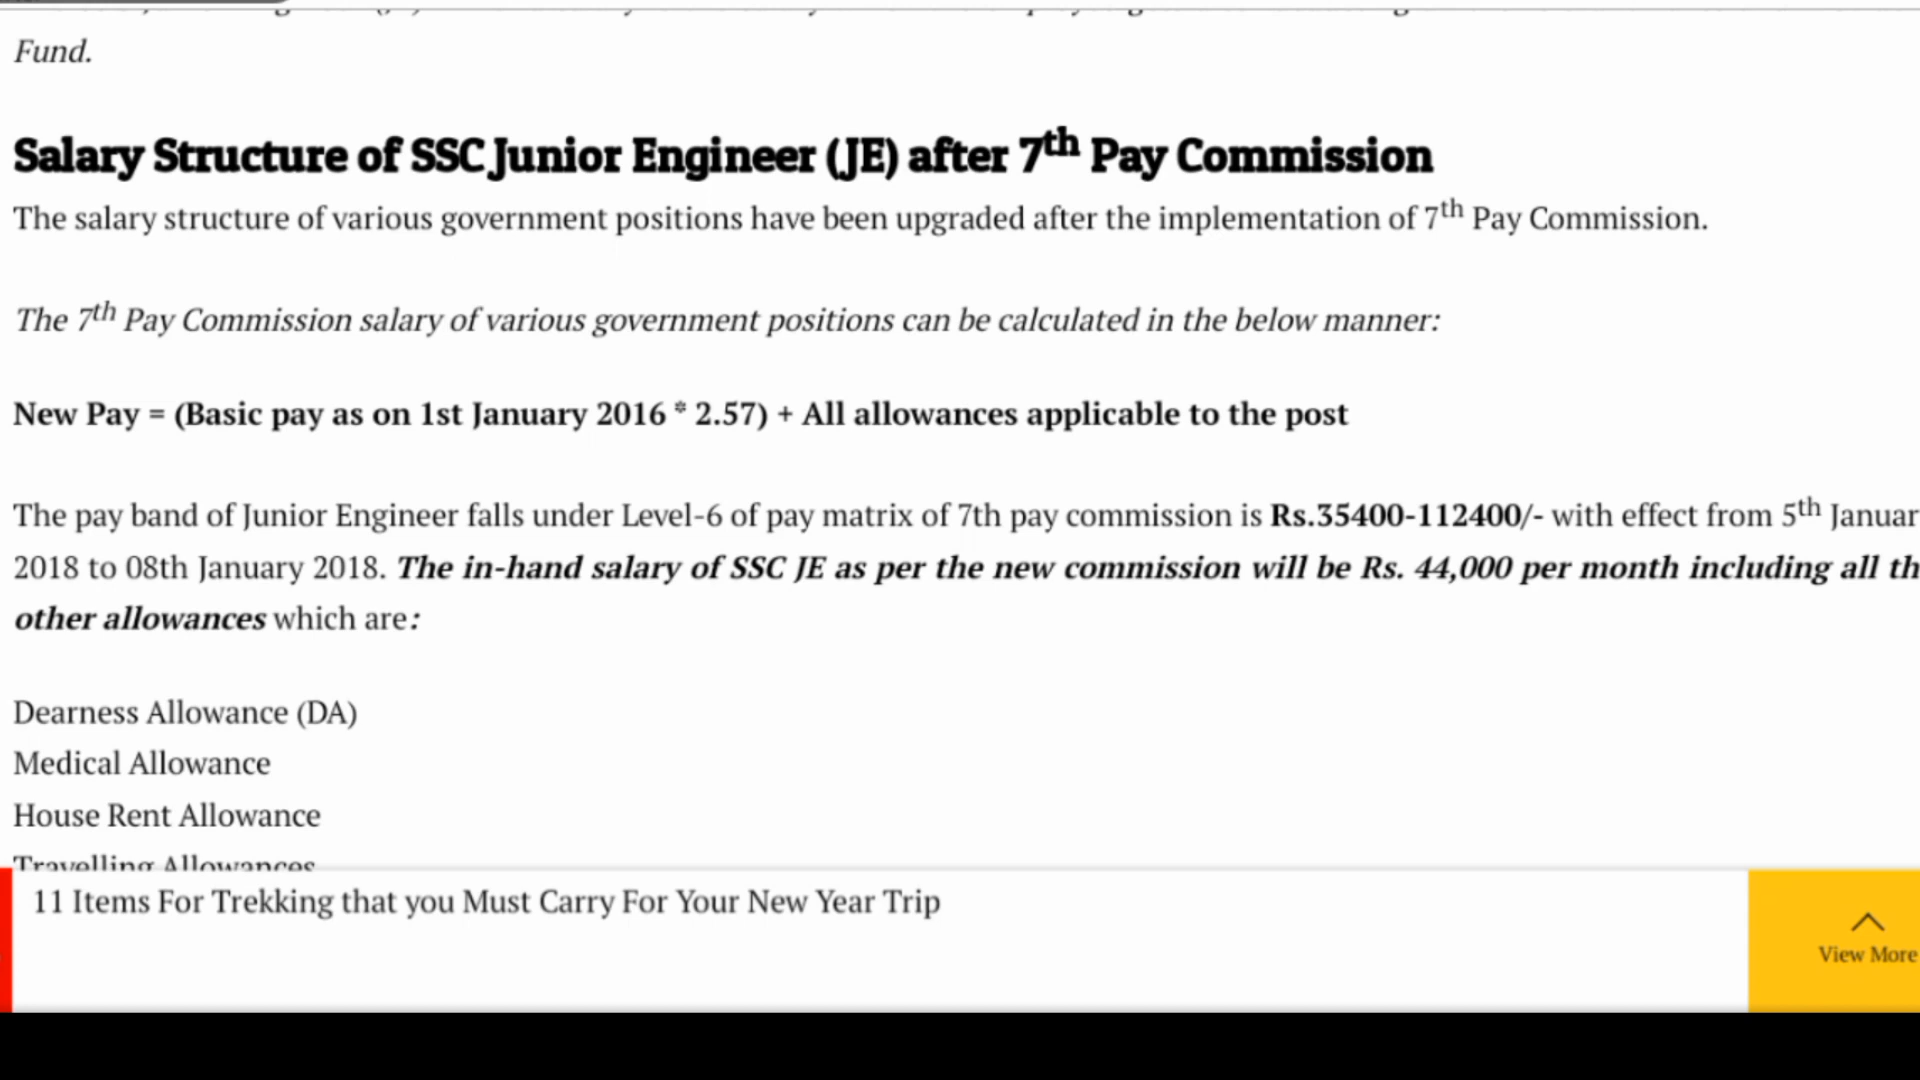 Fund.
Salary Structure of SSC Junior Engineer (JE) after 7th Pay Commission
The salary structure of various government positions have been upgraded after the implementation of 7th Pay Commission.
The 7th Pay Commission salary of various government positions can be calculated in the below manner:
New Pay = (Basic pay as on 1st January 2016 * 2.57) + All allowances applicable to the post
The pay band of Junior Engineer falls under Level-6 of pay matrix of 7th pay commission is Rs.35400-112400/- with effect from 5th Januar
2018 to 08th January 2018. The in-hand salary of SSC JE as per the new commission will be Rs. 44,000 per month including all th
other allowances which are:
Dearness Allowance (DA)
Medical Allowance
House Rent Allowance
Travelling Allowances
11 Items For Trekking that you Must Carry For Your New Year Trip
View More